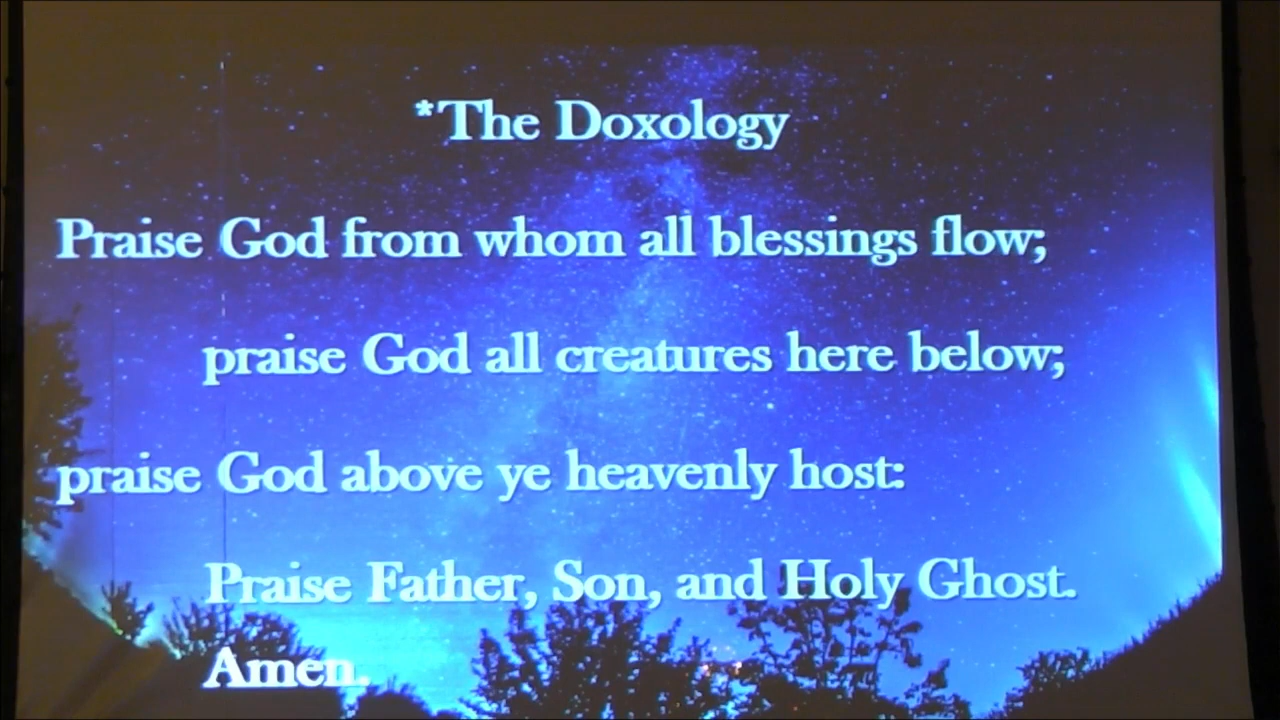 *The Doxology
Praise God from whom all blessings flow;
praise God all creatures here below;
praise God above ye heavenly host:
Praise Father, Son, and Holy Ghost.
Amen.